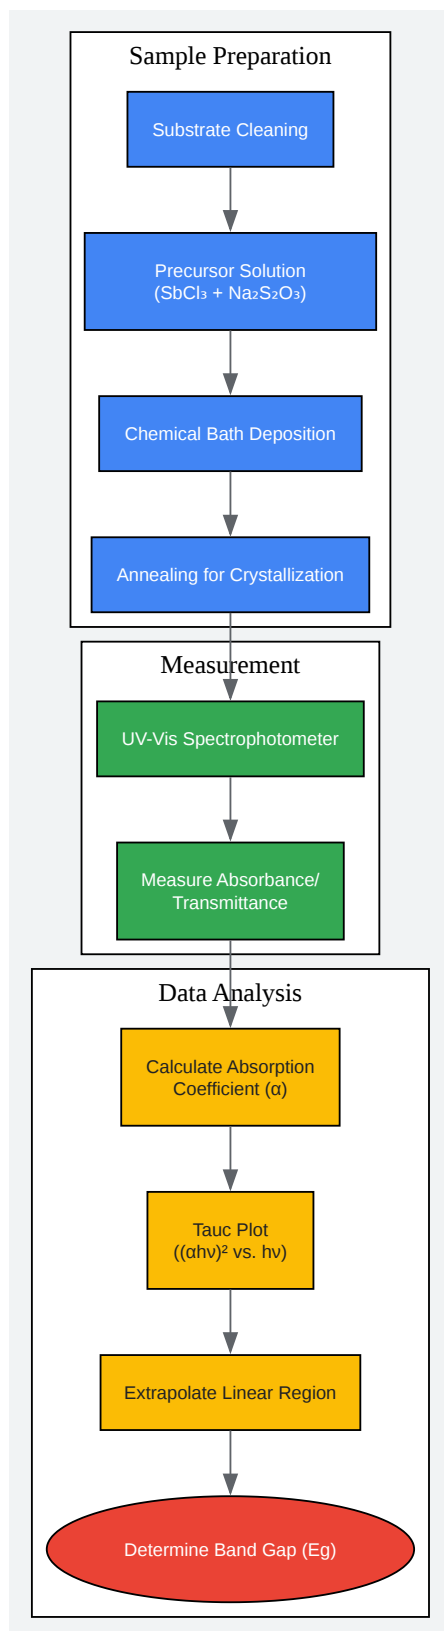 Sample Preparation
Substrate Cleaning
Precursor Solution
(SbCl₃ + Na₂S₂O₃)
Chemical Bath Deposition
Annealing for Crystallization
Measurement
UV-Vis Spectrophotometer
Measure Absorbance/
Transmittance
Data Analysis
Calculate Absorption
Coefficient (α)
Tauc Plot
((αhν)² vs. hν)
Extrapolate Linear Region
Determine Band Gap (Eg)